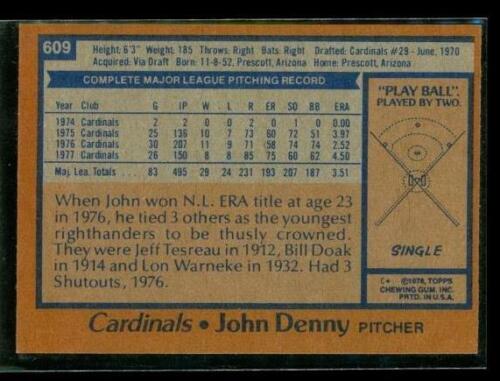 609
Height: 6'3" Weight: 185 Throws: Right Bats: Right Drafted: Cardinals #29 - June, 1970
Acquired: Via Draft Born: 11-8-52, Prescott, Arizona Home: Prescott, Arizona
COMPLETE MAJOR LEAGUE PITCHING RECORD
Year Club G IP W L R ER SO BB ERA
1974 Cardinals 2 2 0 0 2 0 1 0 0.00
1975 Cardinals 25 136 10 7 73 60 72 51 3.97
1976 Cardinals 30 207 11 9 71 58 74 74 2.52
1977 Cardinals 26 150 8 8 85 75 60 62 4.50
Maj. Lea. Totals ... 83 495 29 24 231 193 207 187 3.51
When John won N.L. ERA title at age 23
in 1976, he tied 3 others as the youngest
righthanders to be thusly crowned.
They were Jeff Tesreau in 1912, Bill Doak
in 1914 and Lon Warneke in 1932. Had 3
Shutouts, 1976.
"PLAY BALL"
PLAYED BY TWO.
SINGLE
©1978, TOPPS
CHEWING GUM, INC.
PRTD. IN U.S.A.
Cardinals • John Denny PITCHER